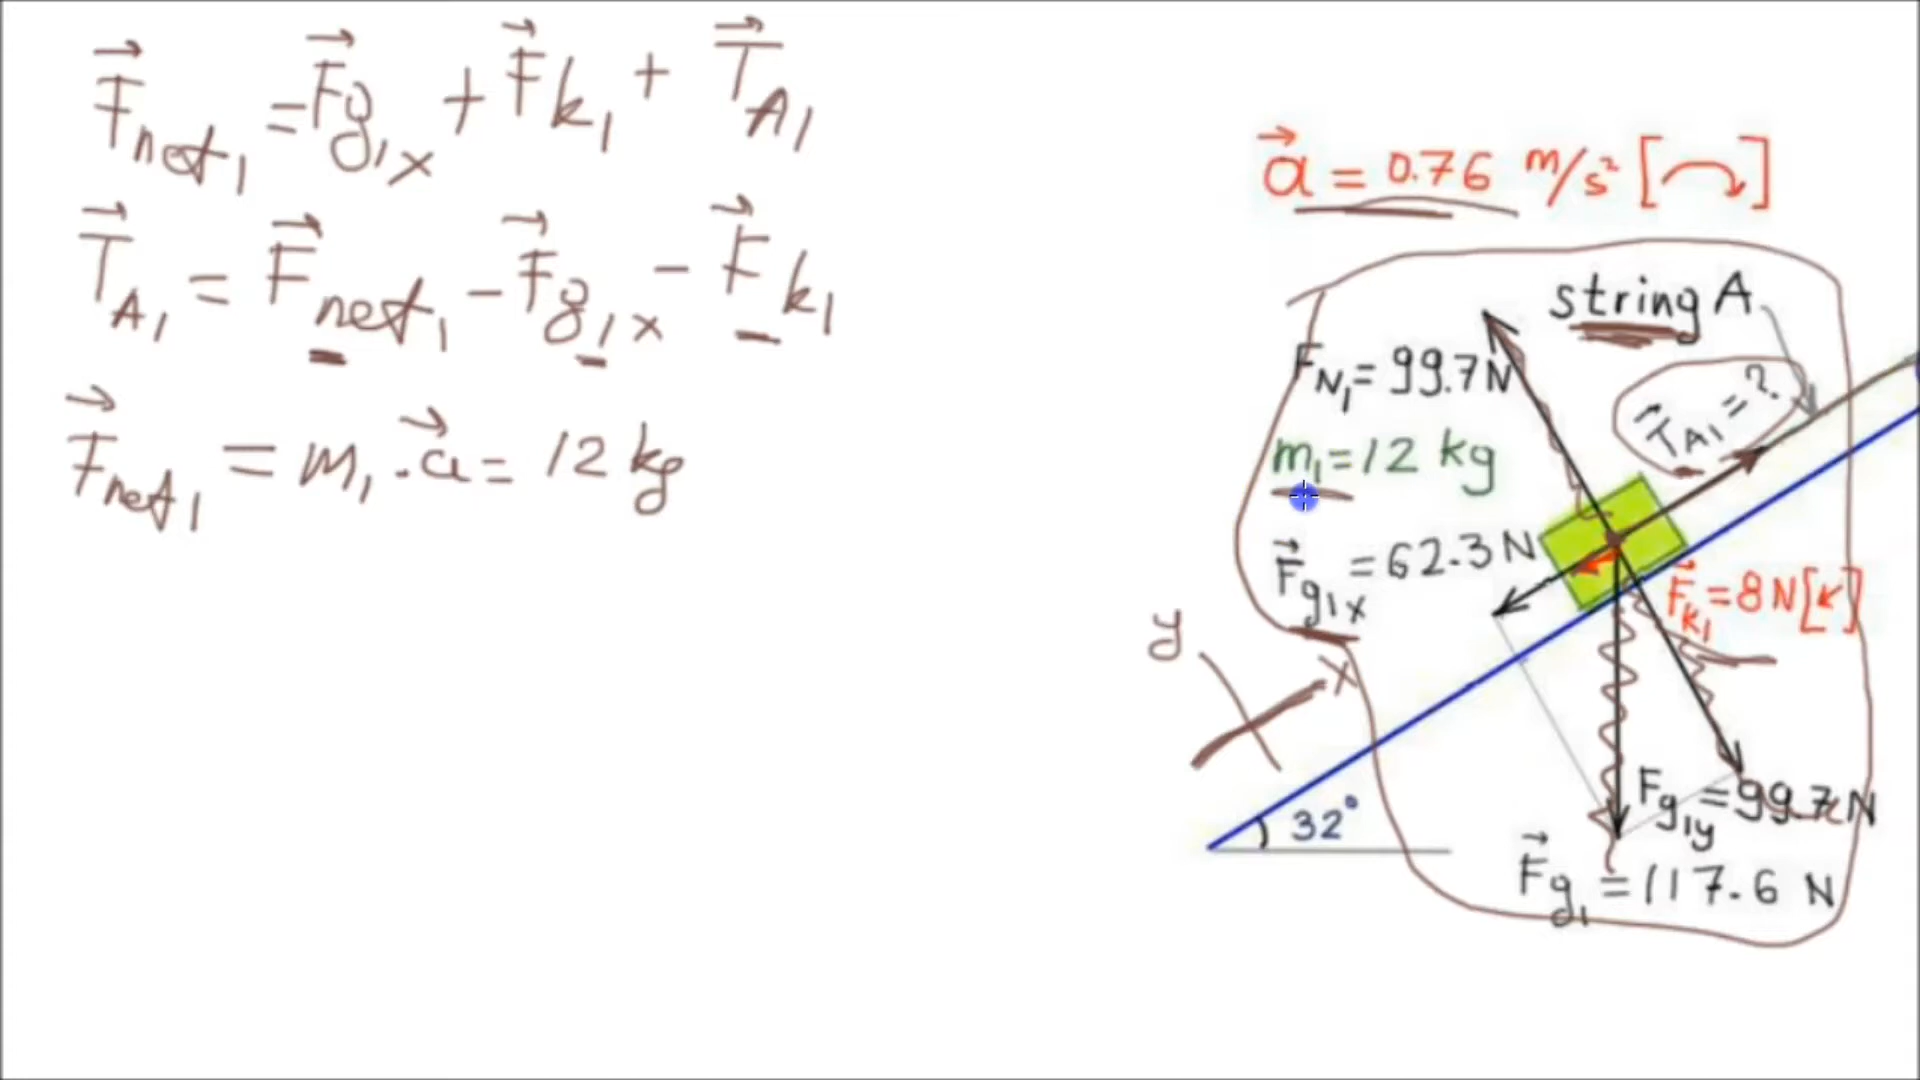 F⃗net1 = F⃗g1x + F⃗k1 + T⃗A1
T⃗A1 = F⃗net1 - F⃗g1x - F⃗k1
F⃗net1 = m1 . a⃗ = 12 kg
a⃗ = 0.76 m/s² [↷]
string A
FN1 = 99.7N
T⃗A1 = ?
m1 = 12 kg
F⃗g1x = 62.3 N
F⃗k1 = 8 N [↙]
y
x
32°
Fg1y = 99.7 N
F⃗g1 = 117.6 N